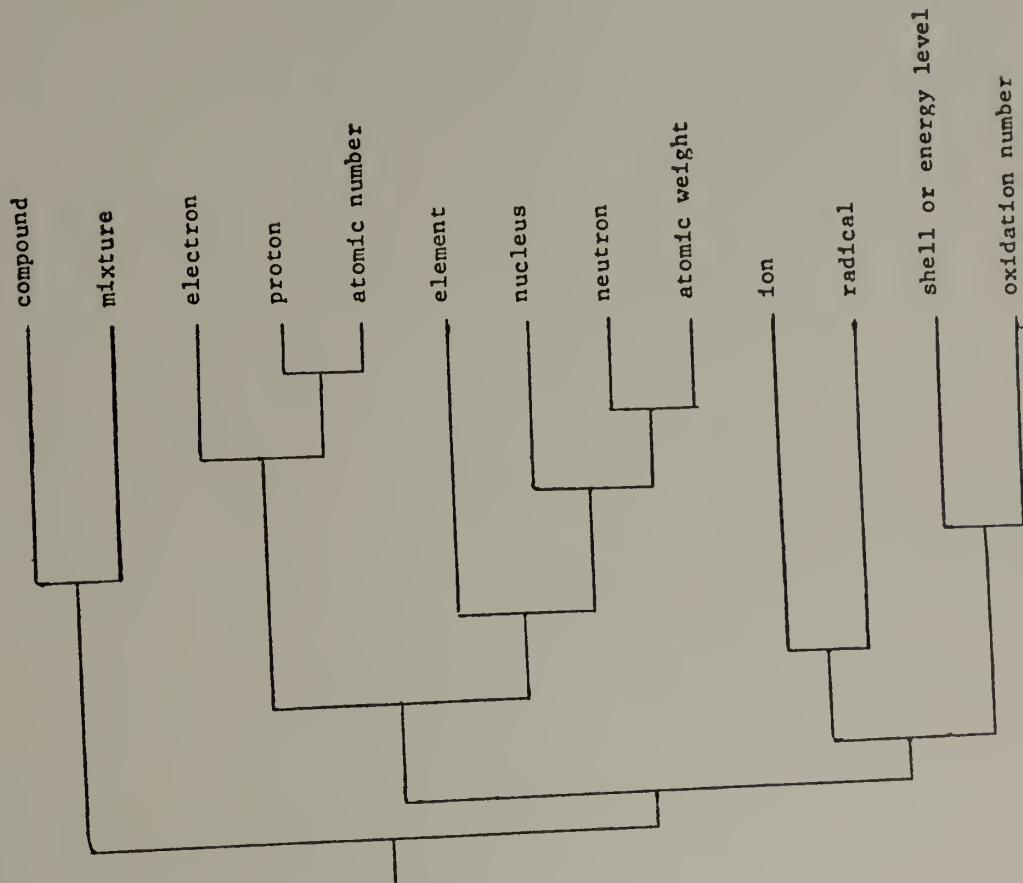 compound
mixture
electron
proton
atomic number
element
nucleus
neutron
atomic weight
ion
radical
shell or energy level
oxidation number